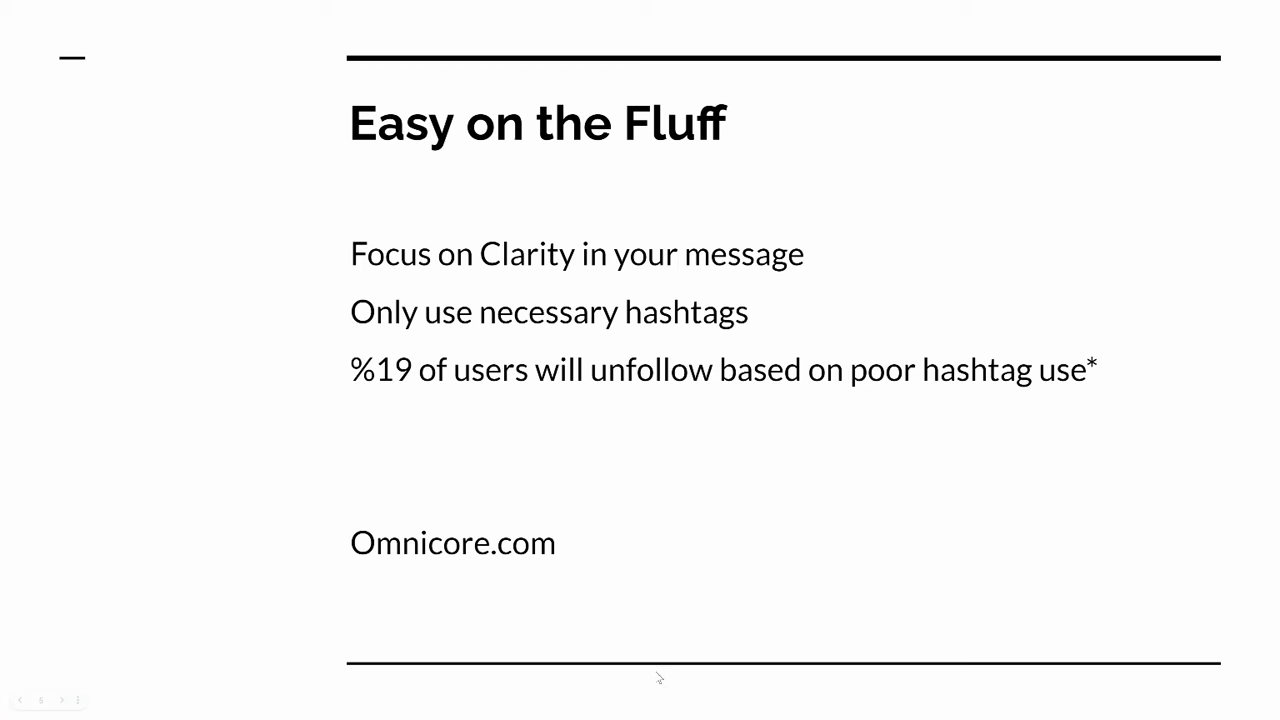 Easy on the Fluff
Focus on Clarity in your message
Only use necessary hashtags
%19 of users will unfollow based on poor hashtag use*
Omnicore.com